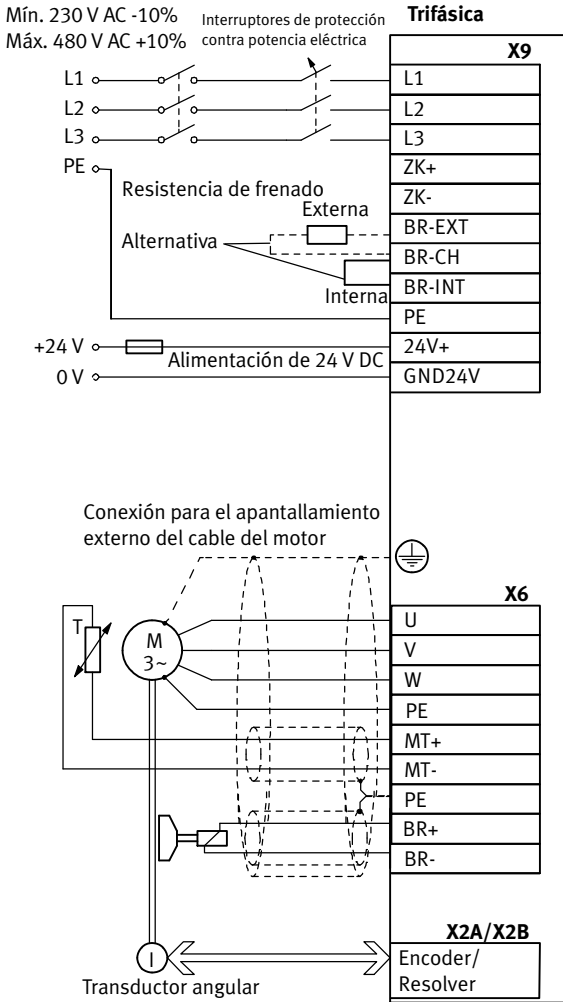 Mín. 230 V AC -10%
Máx. 480 V AC +10%
Interruptores de protección
contra potencia eléctrica
Trifásica
X9
L1
L1
L2
L2
L3
L3
PE
ZK+
ZK-
Resistencia de frenado
Externa
BR-EXT
Alternativa
BR-CH
Interna
BR-INT
PE
+24 V
Alimentación de 24 V DC
24V+
0 V
GND24V
Conexión para el apantallamiento
externo del cable del motor
X6
T
M
3~
U
V
W
PE
MT+
MT-
PE
BR+
BR-
X2A/X2B
I
Encoder/
Resolver
Transductor angular